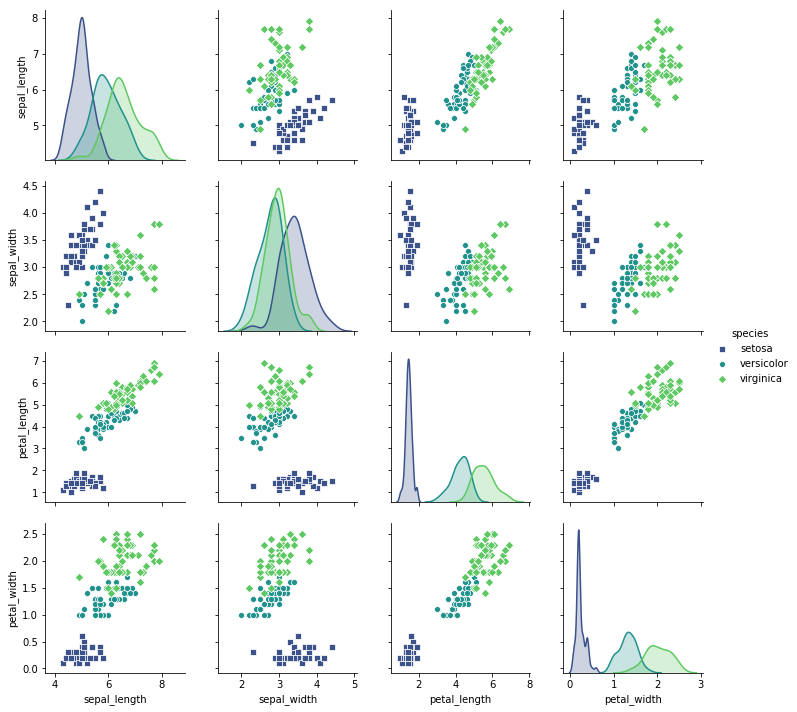 8
7
6
5
sepal_length
4.5
4.0
3.5
3.0
2.5
2.0
sepal_width
species
setosa
versicolor
virginica
7
6
5
4
3
2
1
petal_length
2.5
2.0
1.5
1.0
0.5
0.0
petal_width
4 6 8
sepal_length
2 3 4 5
sepal_width
2 4 6 8
petal_length
0 1 2 3
petal_width